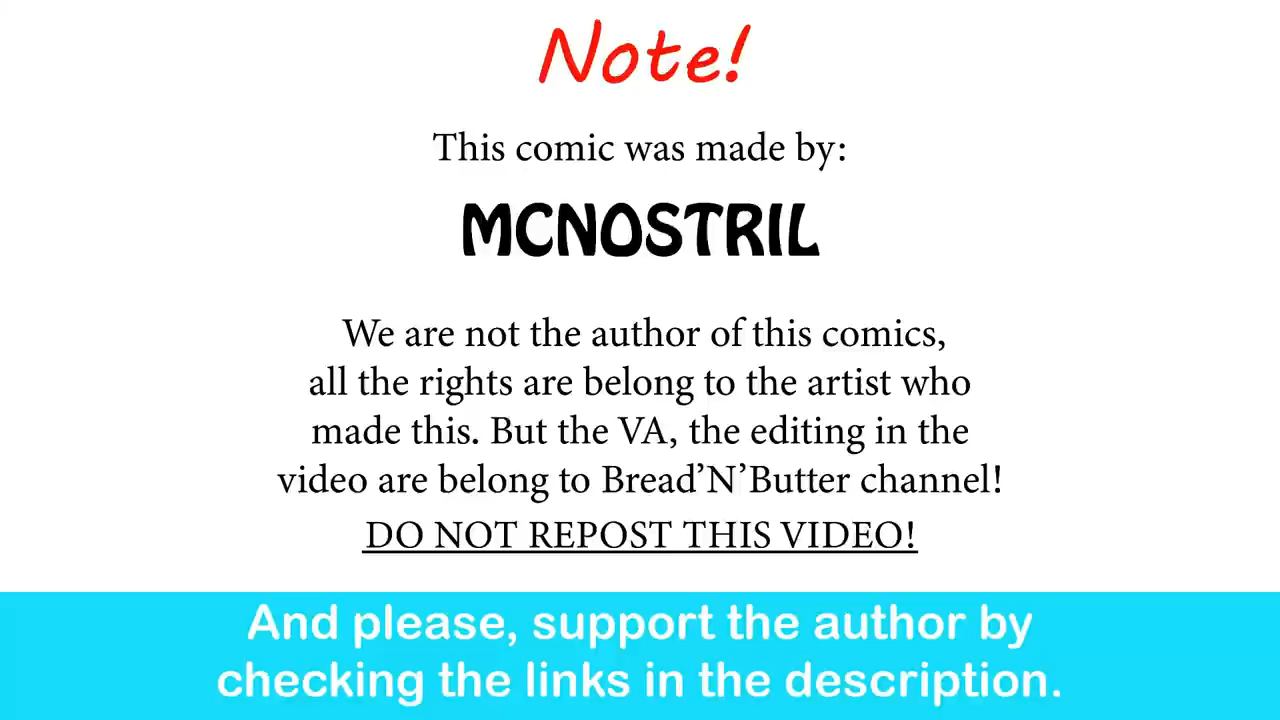 Note!
This comic was made by:
MCNOSTRIL
We are not the author of this comics,
all the rights are belong to the artist who
made this. But the VA, the editing in the
video are belong to Bread’N’Butter channel!
DO NOT REPOST THIS VIDEO!
And please, support the author by
checking the links in the description.